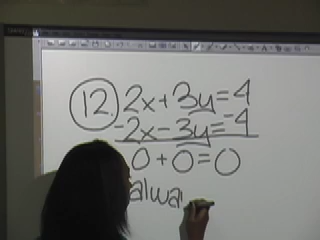 12. 2x + 3y = 4
-2x - 3y = -4
0 + 0 = 0
alwa